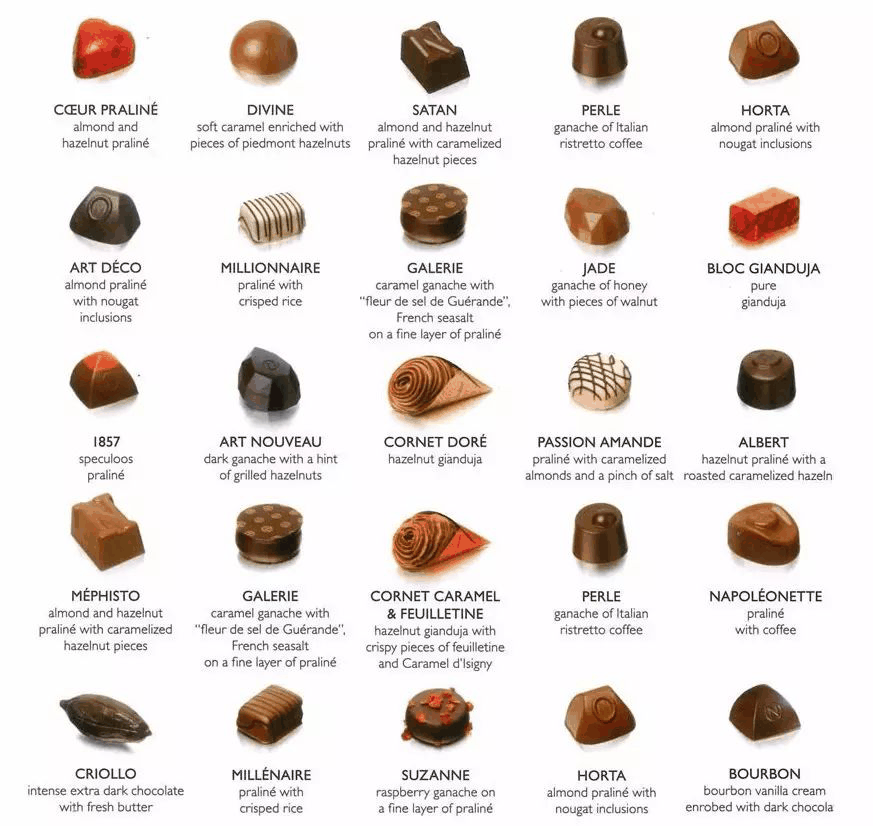 CŒUR PRALINÉ
almond and
hazelnut praliné
DIVINE
soft caramel enriched with
pieces of piedmont hazelnuts
SATAN
almond and hazelnut
praliné with caramelized
hazelnut pieces
PERLE
ganache of Italian
ristretto coffee
HORTA
almond praliné with
nougat inclusions
ART DÉCO
almond praliné
with nougat
inclusions
MILLIONNAIRE
praliné with
crisped rice
GALERIE
caramel ganache with
"fleur de sel de Guérande",
French seasalt
on a fine layer of praliné
JADE
ganache of honey
with pieces of walnut
BLOC GIANDUJA
pure
gianduja
1857
speculoos
praliné
ART NOUVEAU
dark ganache with a hint
of grilled hazelnuts
CORNET DORÉ
hazelnut gianduja
PASSION AMANDE
praliné with caramelized
almonds and a pinch of salt
ALBERT
hazelnut praliné with a
roasted caramelized hazeln
MÉPHISTO
almond and hazelnut
praliné with caramelized
hazelnut pieces
GALERIE
caramel ganache with
"fleur de sel de Guérande",
French seasalt
on a fine layer of praliné
CORNET CARAMEL
& FEUILLETINE
hazelnut gianduja with
crispy pieces of feuilletine
and Caramel d'Isigny
PERLE
ganache of Italian
ristretto coffee
NAPOLÉONETTE
praliné
with coffee
CRIOLLO
intense extra dark chocolate
with fresh butter
MILLÉNAIRE
praliné with
crisped rice
SUZANNE
raspberry ganache on
a fine layer of praliné
HORTA
almond praliné with
nougat inclusions
BOURBON
bourbon vanilla cream
enrobed with dark chocola